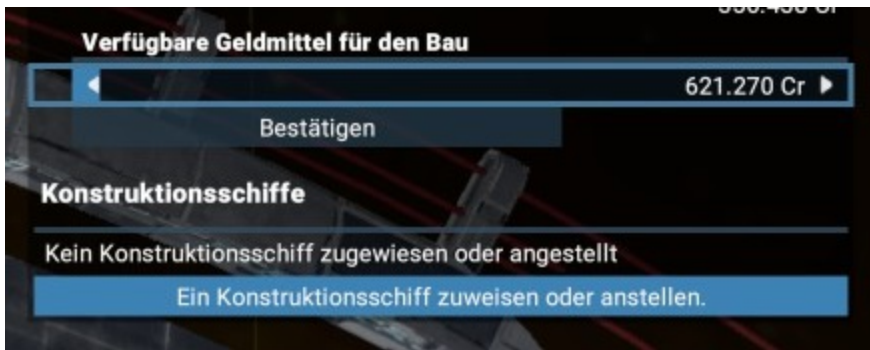 Verfügbare Geldmittel für den Bau
621.270 Cr
Bestätigen
Konstruktionsschiffe
Kein Konstruktionsschiff zugewiesen oder angestellt
Ein Konstruktionsschiff zuweisen oder anstellen.